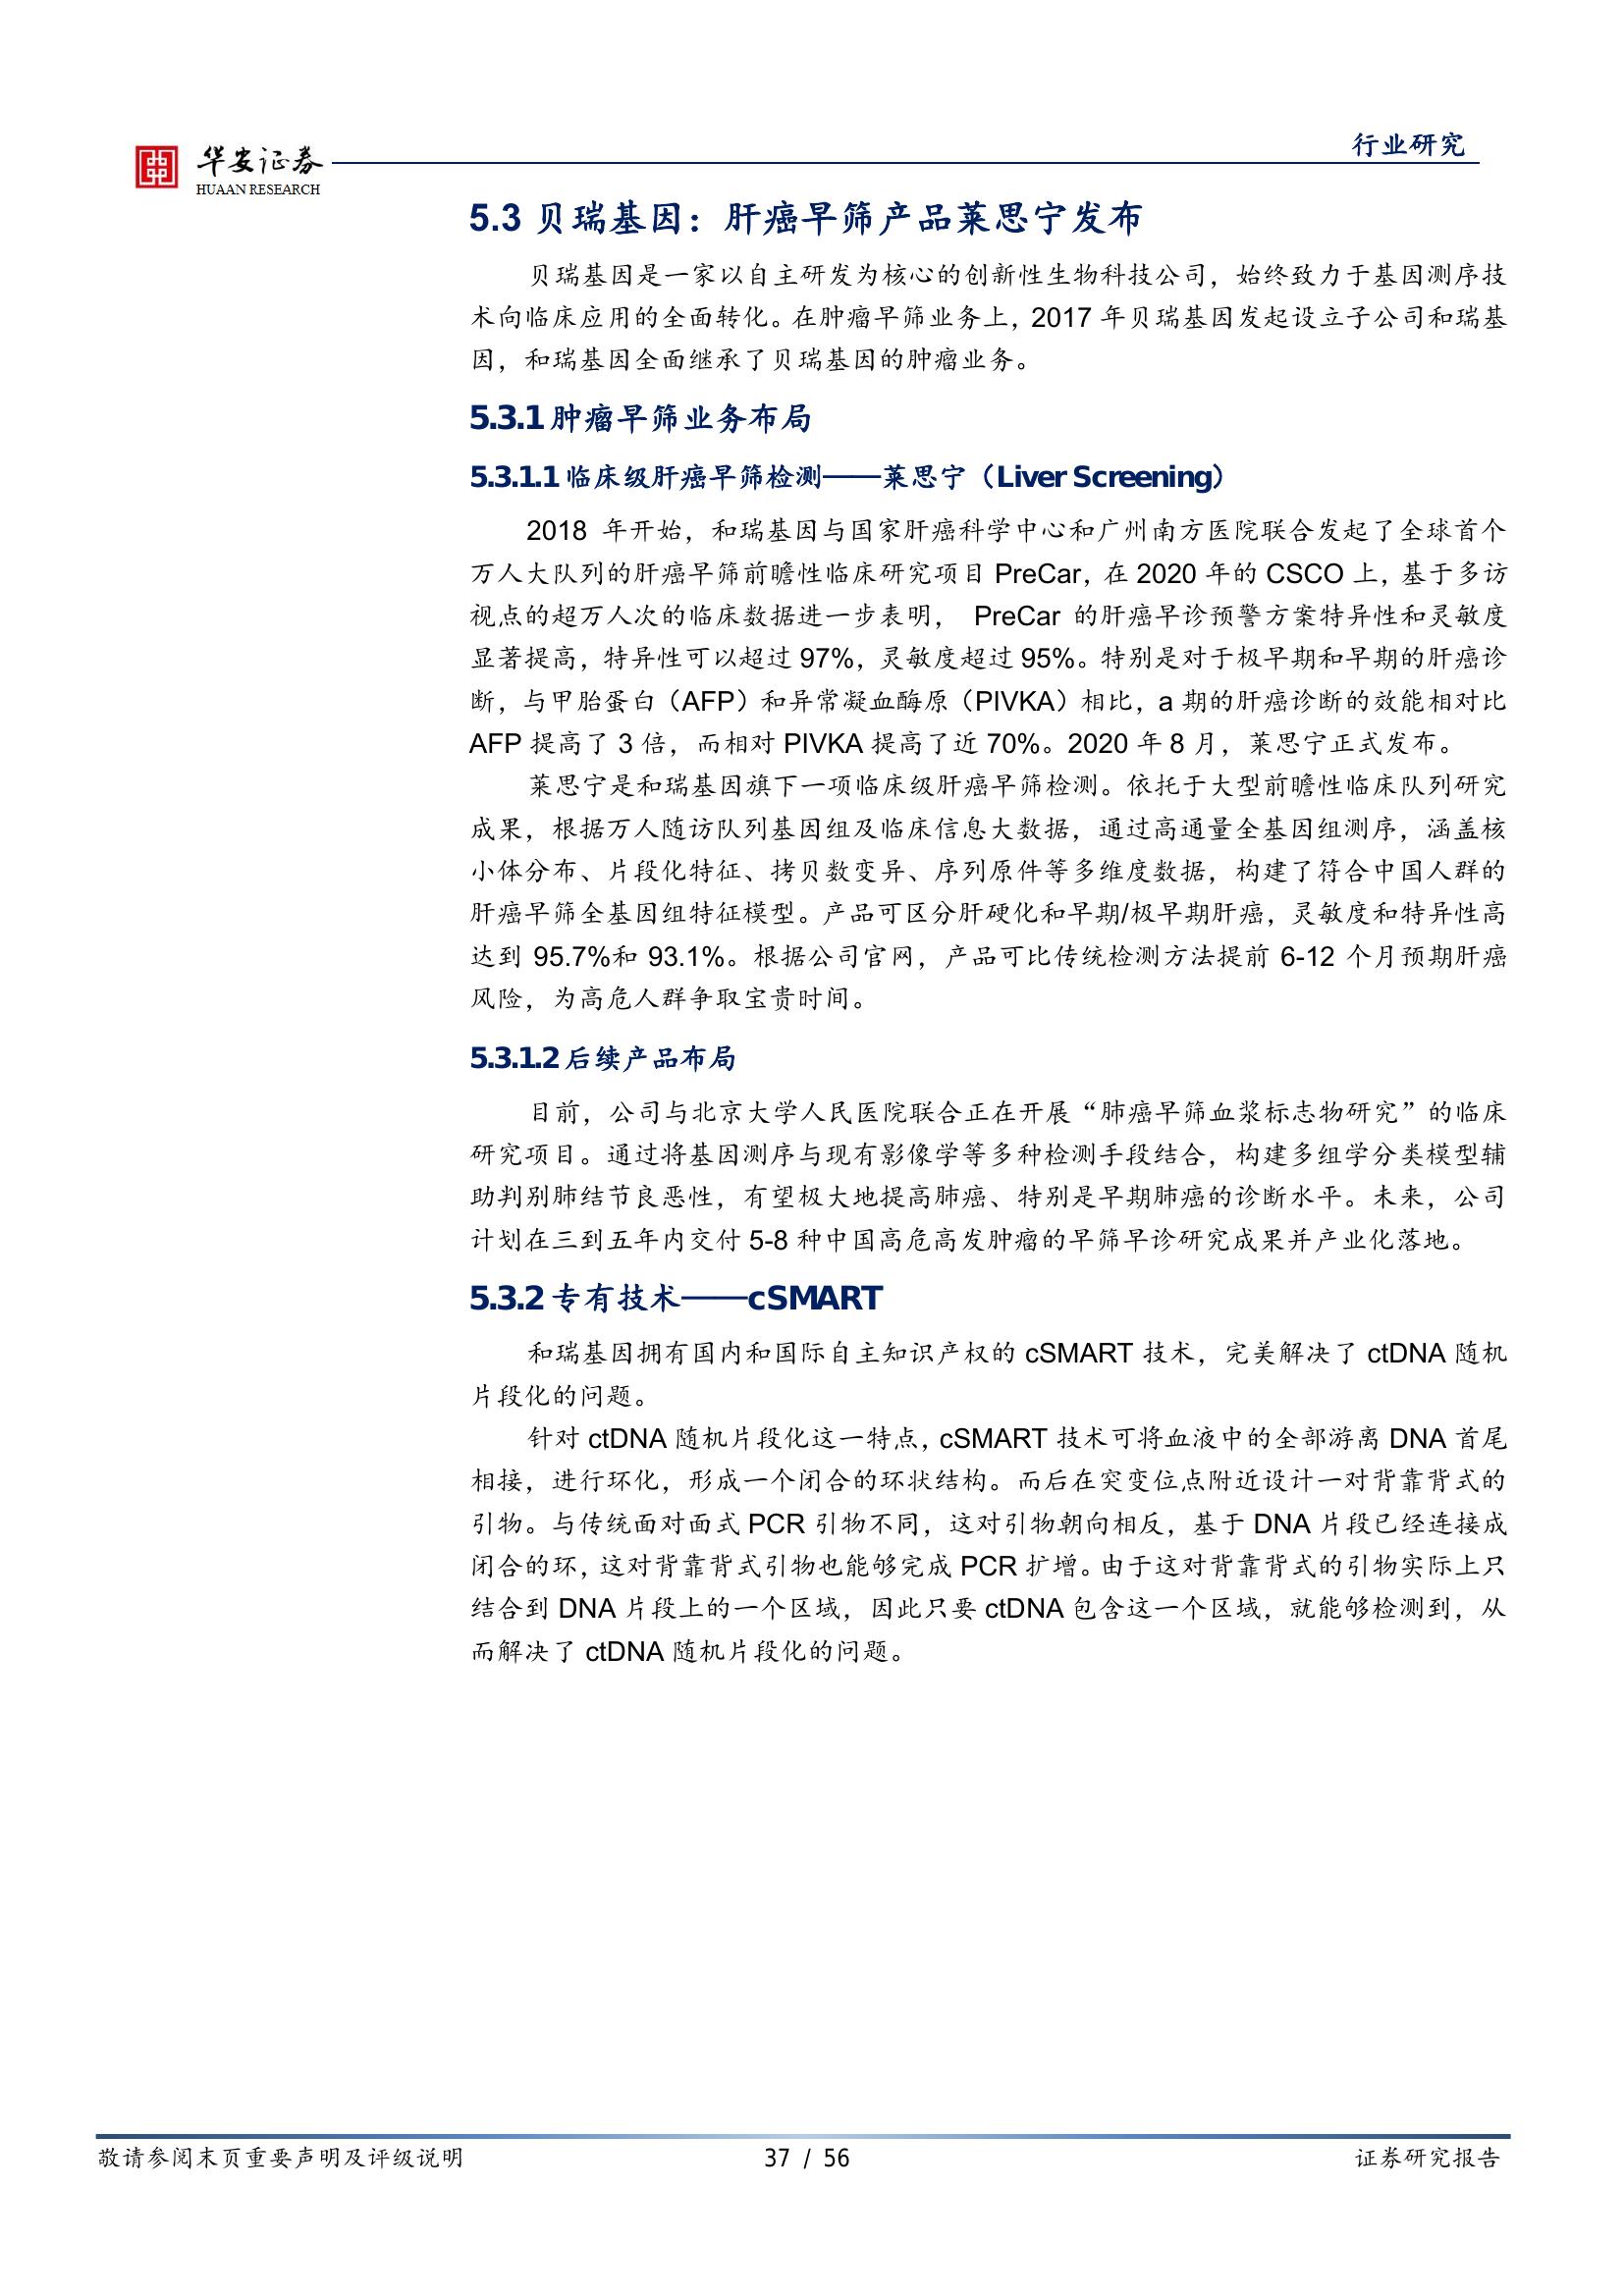 华安证券
HUAAN RESEARCH
行业研究
5.3 贝瑞基因：肝癌早筛产品莱思宁发布
贝瑞基因是一家以自主研发为核心的创新性生物科技公司，始终致力于基因测序技
术向临床应用的全面转化。在肿瘤早筛业务上，2017 年贝瑞基因发起设立子公司和瑞基
因，和瑞基因全面继承了贝瑞基因的肿瘤业务。
5.3.1 肿瘤早筛业务布局
5.3.1.1 临床级肝癌早筛检测——莱思宁（Liver Screening）
2018 年开始，和瑞基因与国家肝癌科学中心和广州南方医院联合发起了全球首个
万人大队列的肝癌早筛前瞻性临床研究项目 PreCar，在 2020 年的 CSCO 上，基于多访
视点的超万人次的临床数据进一步表明， PreCar 的肝癌早诊预警方案特异性和灵敏度
显著提高，特异性可以超过 97%，灵敏度超过 95%。特别是对于极早期和早期的肝癌诊
断，与甲胎蛋白（AFP）和异常凝血酶原（PIVKA）相比，a 期的肝癌诊断的效能相对比
AFP 提高了 3 倍，而相对 PIVKA 提高了近 70%。2020 年 8 月，莱思宁正式发布。
莱思宁是和瑞基因旗下一项临床级肝癌早筛检测。依托于大型前瞻性临床队列研究
成果，根据万人随访队列基因组及临床信息大数据，通过高通量全基因组测序，涵盖核
小体分布、片段化特征、拷贝数变异、序列原件等多维度数据，构建了符合中国人群的
肝癌早筛全基因组特征模型。产品可区分肝硬化和早期/极早期肝癌，灵敏度和特异性高
达到 95.7%和 93.1%。根据公司官网，产品可比传统检测方法提前 6-12 个月预期肝癌
风险，为高危人群争取宝贵时间。
5.3.1.2 后续产品布局
目前，公司与北京大学人民医院联合正在开展“肺癌早筛血浆标志物研究”的临床
研究项目。通过将基因测序与现有影像学等多种检测手段结合，构建多组学分类模型辅
助判别肺结节良恶性，有望极大地提高肺癌、特别是早期肺癌的诊断水平。未来，公司
计划在三到五年内交付 5-8 种中国高危高发肿瘤的早筛早诊研究成果并产业化落地。
5.3.2 专有技术——cSMART
和瑞基因拥有国内和国际自主知识产权的 cSMART 技术，完美解决了 ctDNA 随机
片段化的问题。
针对 ctDNA 随机片段化这一特点，cSMART 技术可将血液中的全部游离 DNA 首尾
相接，进行环化，形成一个闭合的环状结构。而后在突变位点附近设计一对背靠背式的
引物。与传统面对面式 PCR 引物不同，这对引物朝向相反，基于 DNA 片段已经连接成
闭合的环，这对背靠背式引物也能够完成 PCR 扩增。由于这对背靠背式的引物实际上只
结合到 DNA 片段上的一个区域，因此只要 ctDNA 包含这一个区域，就能够检测到，从
而解决了 ctDNA 随机片段化的问题。
敬请参阅末页重要声明及评级说明
37 / 56
证券研究报告